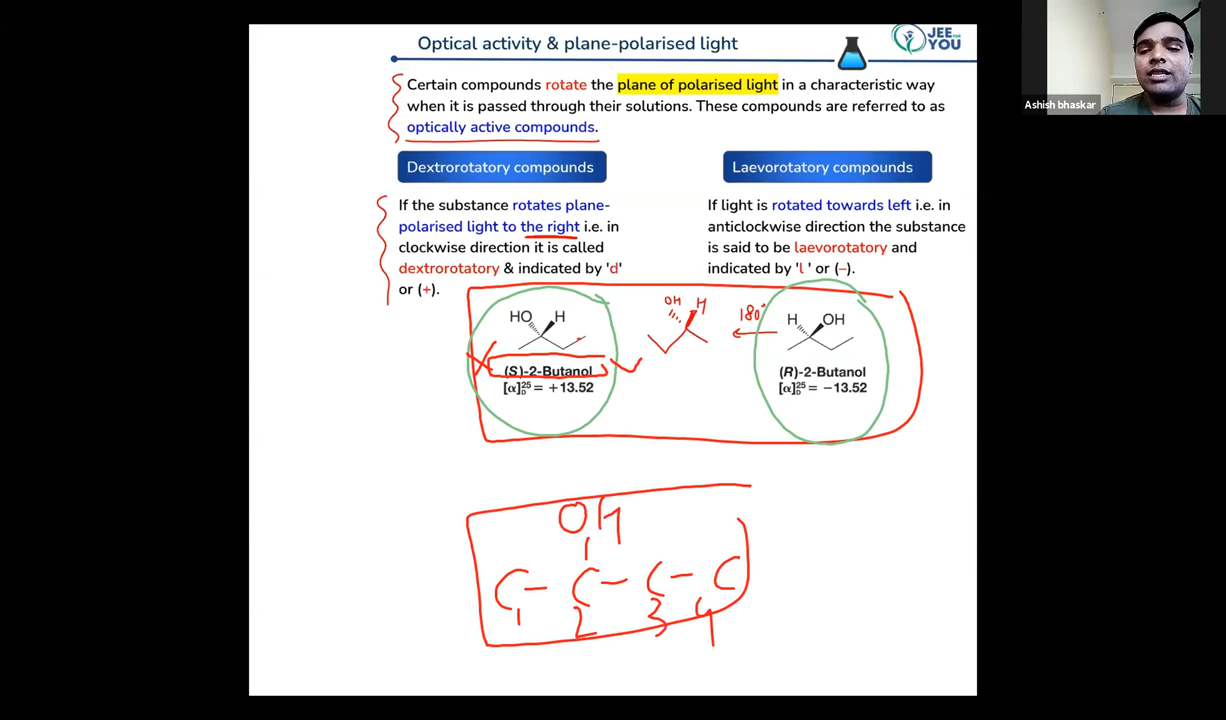 Optical activity & plane-polarised light
JEE FOR YOU
Ashish bhaskar
Certain compounds rotate the plane of polarised light in a characteristic way
when it is passed through their solutions. These compounds are referred to as
optically active compounds.
Dextrorotatory compounds
If the substance rotates plane-
polarised light to the right i.e. in
clockwise direction it is called
dextrorotatory & indicated by 'd'
or (+).
Laevorotatory compounds
If light is rotated towards left i.e. in
anticlockwise direction the substance
is said to be laevorotatory and
indicated by 'l ' or (–).
HO H
(S)-2-Butanol
[α]25D = +13.52
OH H
180°
H OH
(R)-2-Butanol
[α]25D = −13.52
OH
C - C - C - C
1 2 3 4